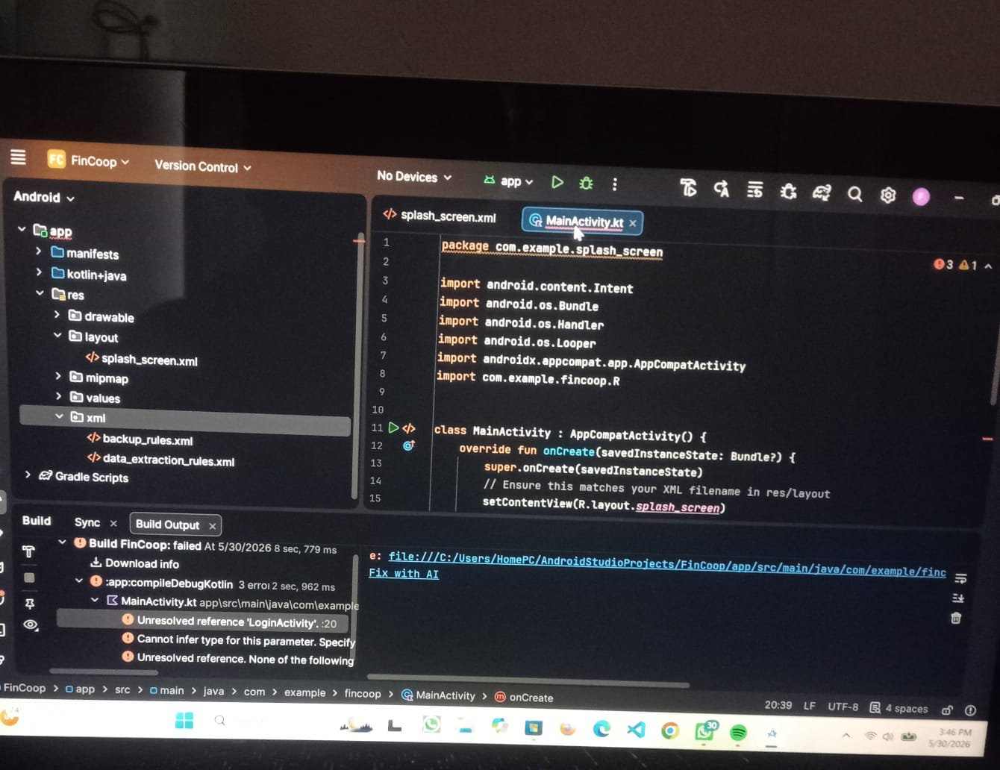 FC FinCoop
Version Control
No Devices
app
Android
app
manifests
kotlin+java
res
drawable
layout
splash_screen.xml
mipmap
values
xml
backup_rules.xml
data_extraction_rules.xml
Gradle Scripts
splash_screen.xml
MainActivity.kt
3 1
1 package com.example.splash_screen
2
3 import android.content.Intent
4 import android.os.Bundle
5 import android.os.Handler
6 import android.os.Looper
7 import androidx.appcompat.app.AppCompatActivity
8 import com.example.fincoop.R
9
10
11 class MainActivity : AppCompatActivity() {
12 override fun onCreate(savedInstanceState: Bundle?) {
13 super.onCreate(savedInstanceState)
14 // Ensure this matches your XML filename in res/layout
15 setContentView(R.layout.splash_screen)
Build Sync Build Output
Build FinCoop: failed At 5/30/2026 8 sec, 779 ms
Download info
:app:compileDebugKotlin 3 erroı 2 sec, 962 ms
MainActivity.kt app\src\main\java\com\example
Unresolved reference 'LoginActivity'. :20
Cannot infer type for this parameter. Specify
Unresolved reference. None of the following
e: file:///C:/Users/HomePC/AndroidStudioProjects/FinCoop/app/src/main/java/com/example/finc
Fix with AI
FinCoop > app > src > main > java > com > example > fincoop > MainActivity > onCreate
20:39 LF UTF-8 4 spaces
30
3:46 PM
5/30/2026